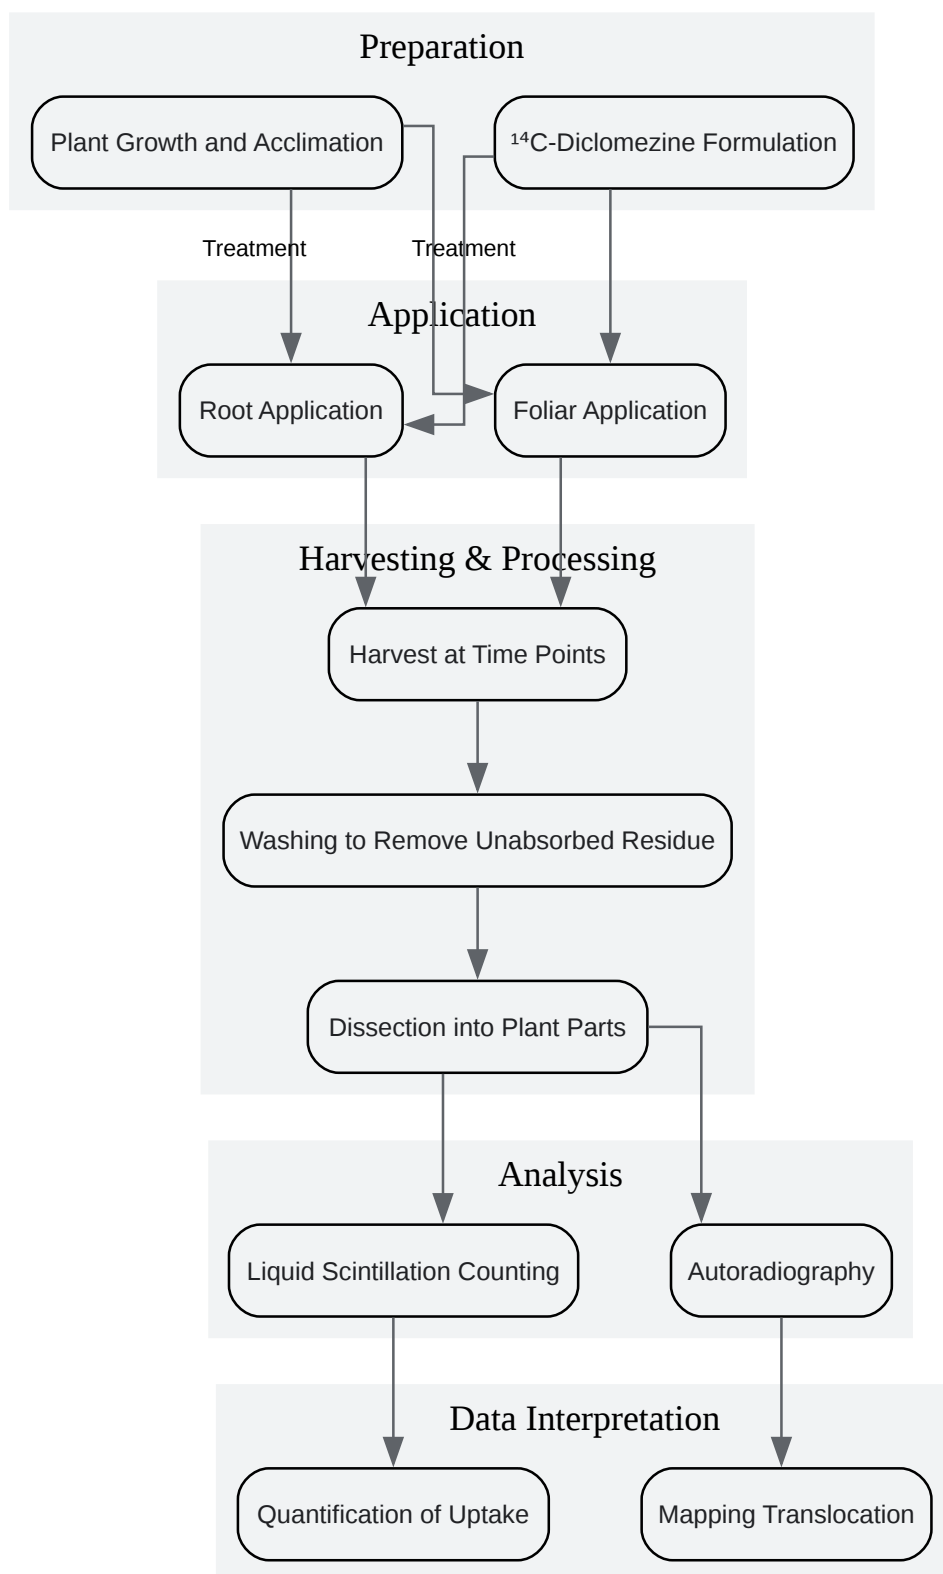 Preparation
Plant Growth and Acclimation
¹⁴C-Diclomezine Formulation
Treatment
Treatment
Application
Root Application
Foliar Application
Harvesting & Processing
Harvest at Time Points
Washing to Remove Unabsorbed Residue
Dissection into Plant Parts
Analysis
Liquid Scintillation Counting
Autoradiography
Data Interpretation
Quantification of Uptake
Mapping Translocation